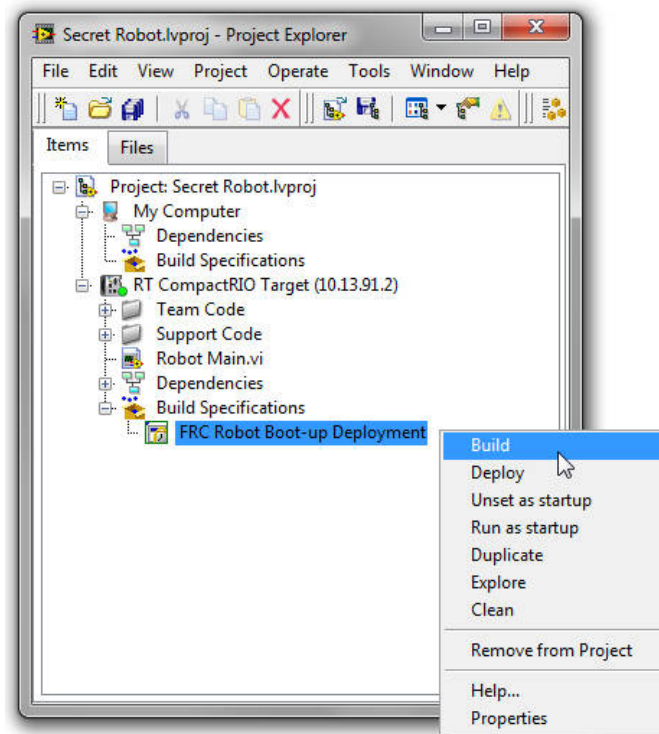 Secret Robot.lvproj - Project Explorer
File Edit View Project Operate Tools Window Help
Items Files
Project: Secret Robot.lvproj
My Computer
Dependencies
Build Specifications
RT CompactRIO Target (10.13.91.2)
Team Code
Support Code
Robot Main.vi
Dependencies
Build Specifications
FRC Robot Boot-up Deployment
Build
Deploy
Unset as startup
Run as startup
Duplicate
Explore
Clean
Remove from Project
Help...
Properties